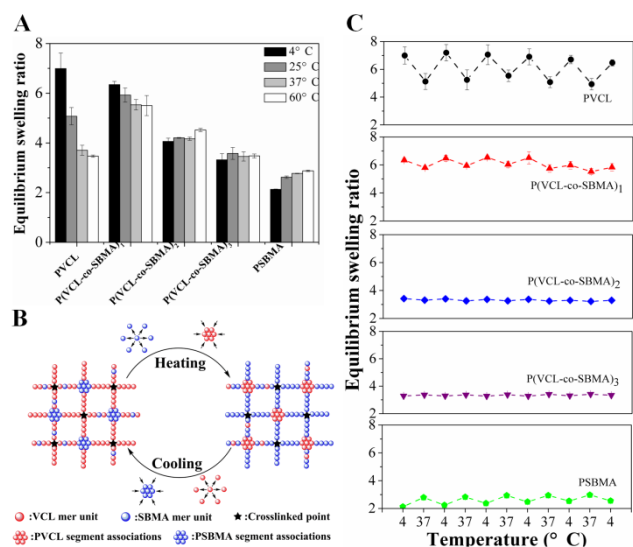 A
Equilibrium swelling ratio
8
6
4
2
0
4° C
25° C
37° C
60° C
PVCL
P(VCL-co-SBMA)1
P(VCL-co-SBMA)2
P(VCL-co-SBMA)3
PSBMA
B
Heating
Cooling
:VCL mer unit
:SBMA mer unit
:Crosslinked point
:PVCL segment associations
:PSBMA segment associations
C
Equilibrium swelling ratio
8
6
4
2
PVCL
8
6
4
2
P(VCL-co-SBMA)1
8
6
4
2
P(VCL-co-SBMA)2
8
6
4
2
P(VCL-co-SBMA)3
8
6
4
2
PSBMA
4 37 4 37 4 37 4 37 4 37 4
Temperature (° C)